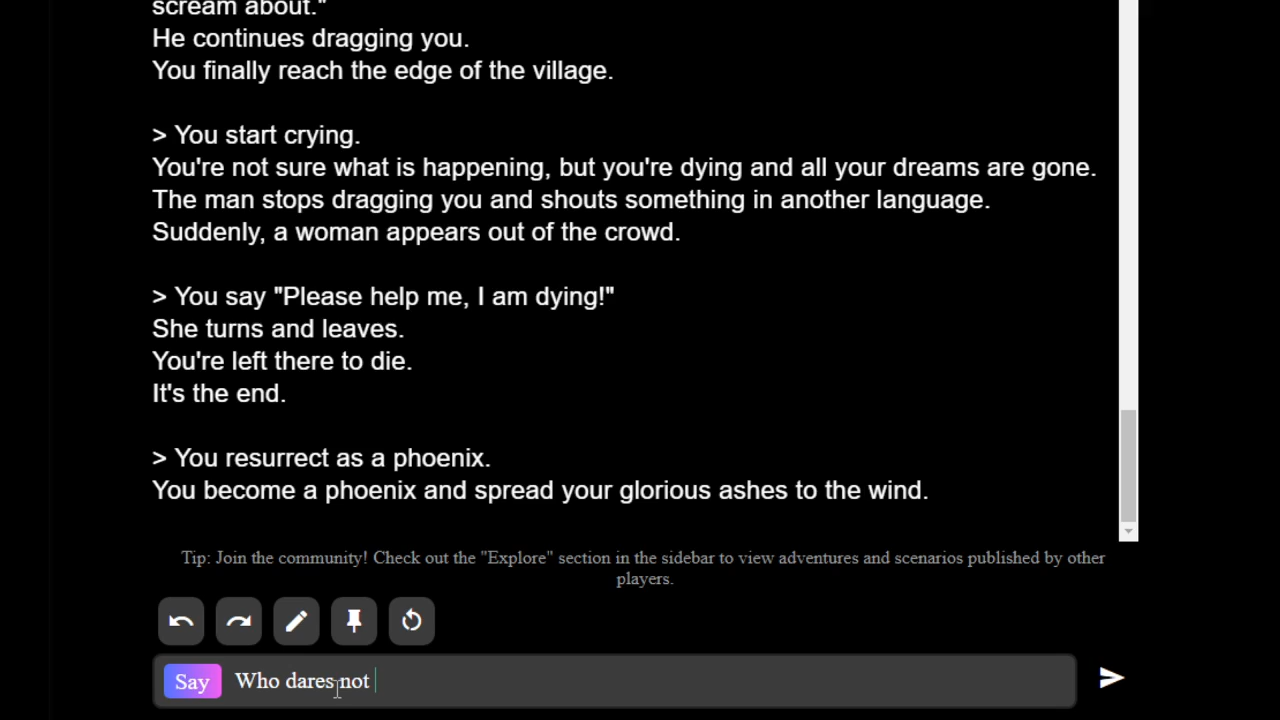 scream about."
He continues dragging you.
You finally reach the edge of the village.
> You start crying.
You're not sure what is happening, but you're dying and all your dreams are gone.
The man stops dragging you and shouts something in another language.
Suddenly, a woman appears out of the crowd.
> You say "Please help me, I am dying!"
She turns and leaves.
You're left there to die.
It's the end.
> You resurrect as a phoenix.
You become a phoenix and spread your glorious ashes to the wind.
Tip: Join the community! Check out the "Explore" section in the sidebar to view adventures and scenarios published by other
players.
Say Who dares not